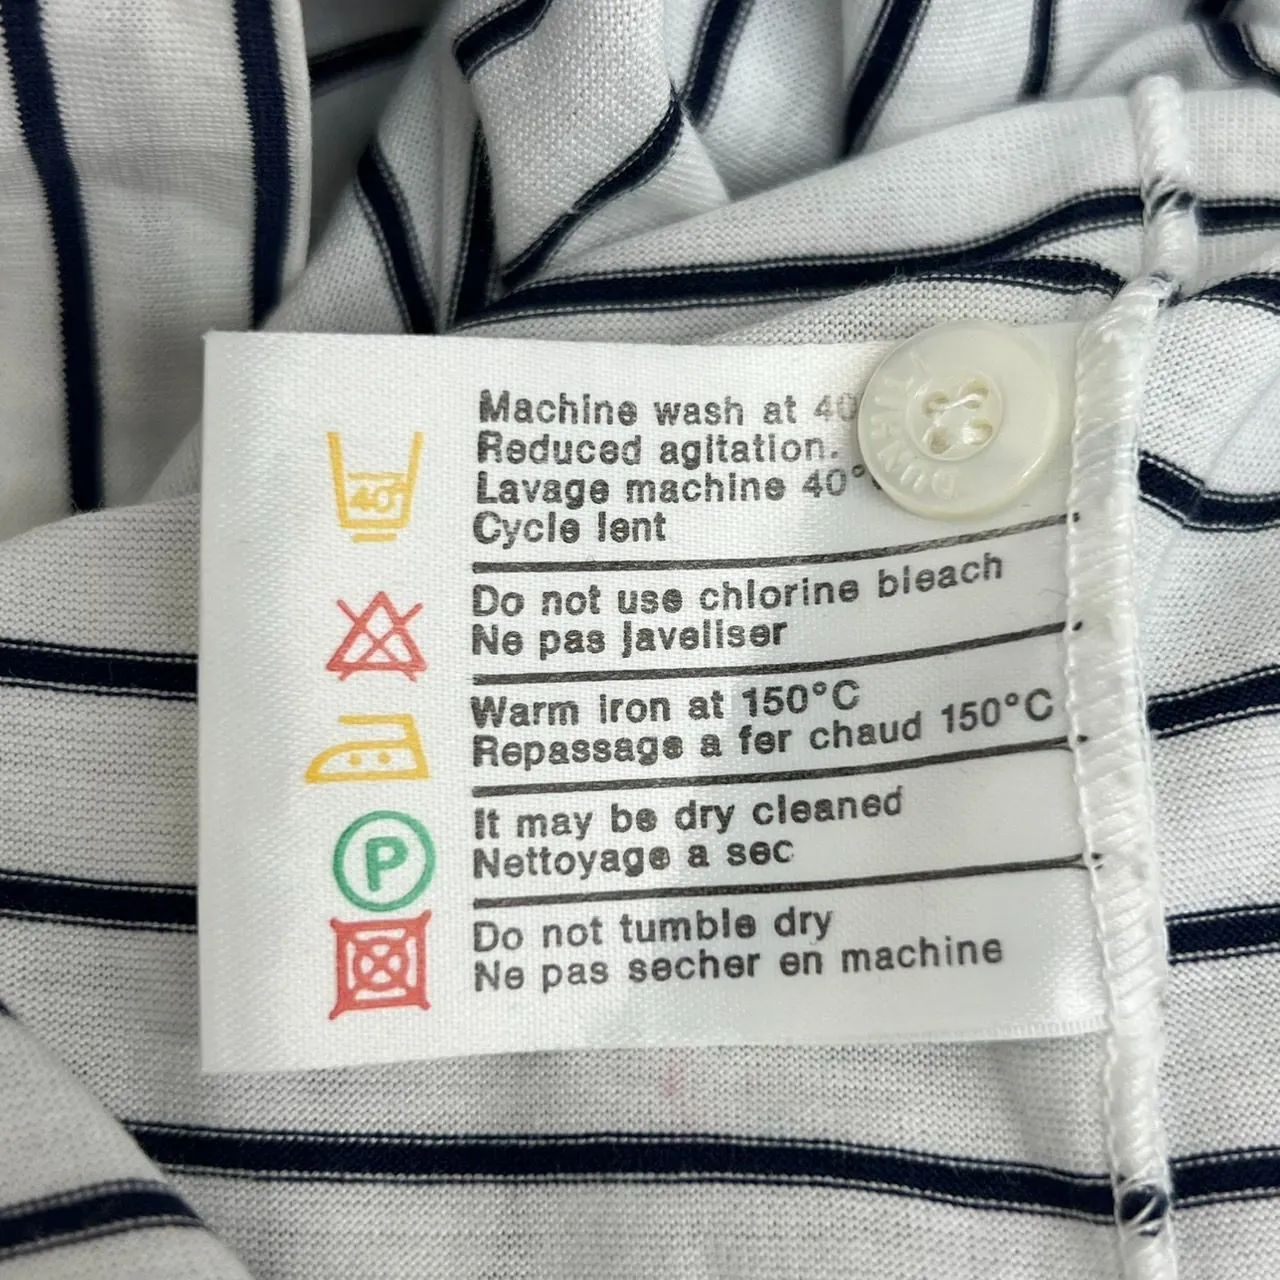 Machine wash at 40
Reduced agitation.
Lavage machine 40°
Cycle lent
40°
Do not use chlorine bleach
Ne pas javeliser
Warm iron at 150°C
Repassage a fer chaud 150°C
It may be dry cleaned
Nettoyage a sec
P
Do not tumble dry
Ne pas secher en machine
DUNHILL